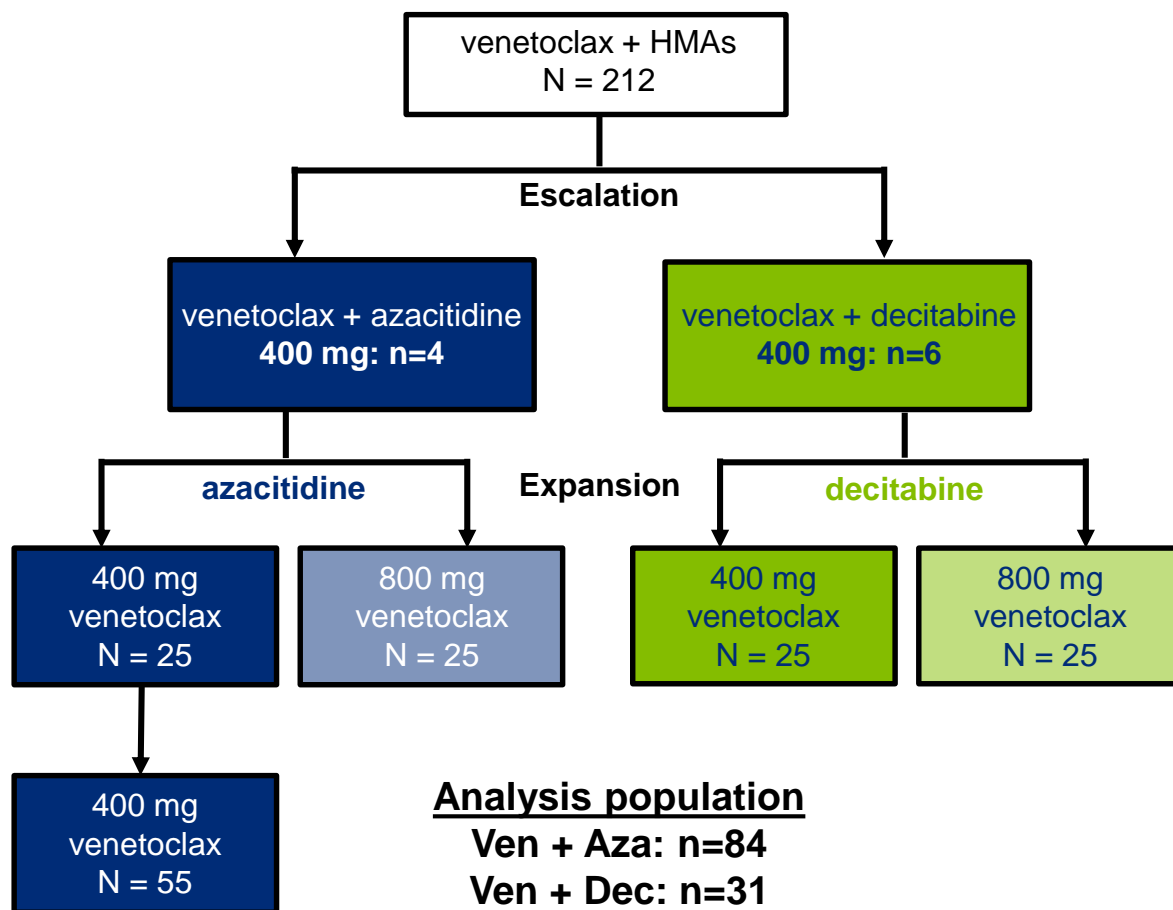 venetoclax + HMAs
N = 212
Escalation
venetoclax + azacitidine
400 mg: n=4
venetoclax + decitabine
400 mg: n=6
azacitidine
Expansion
decitabine
400 mg
venetoclax
N = 25
800 mg
venetoclax
N = 25
400 mg
venetoclax
N = 25
800 mg
venetoclax
N = 25
400 mg
venetoclax
N = 55
Analysis population
Ven + Aza: n=84
Ven + Dec: n=31